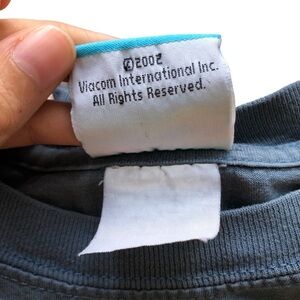 ©2002
Viacom International Inc.
All Rights Reserved.